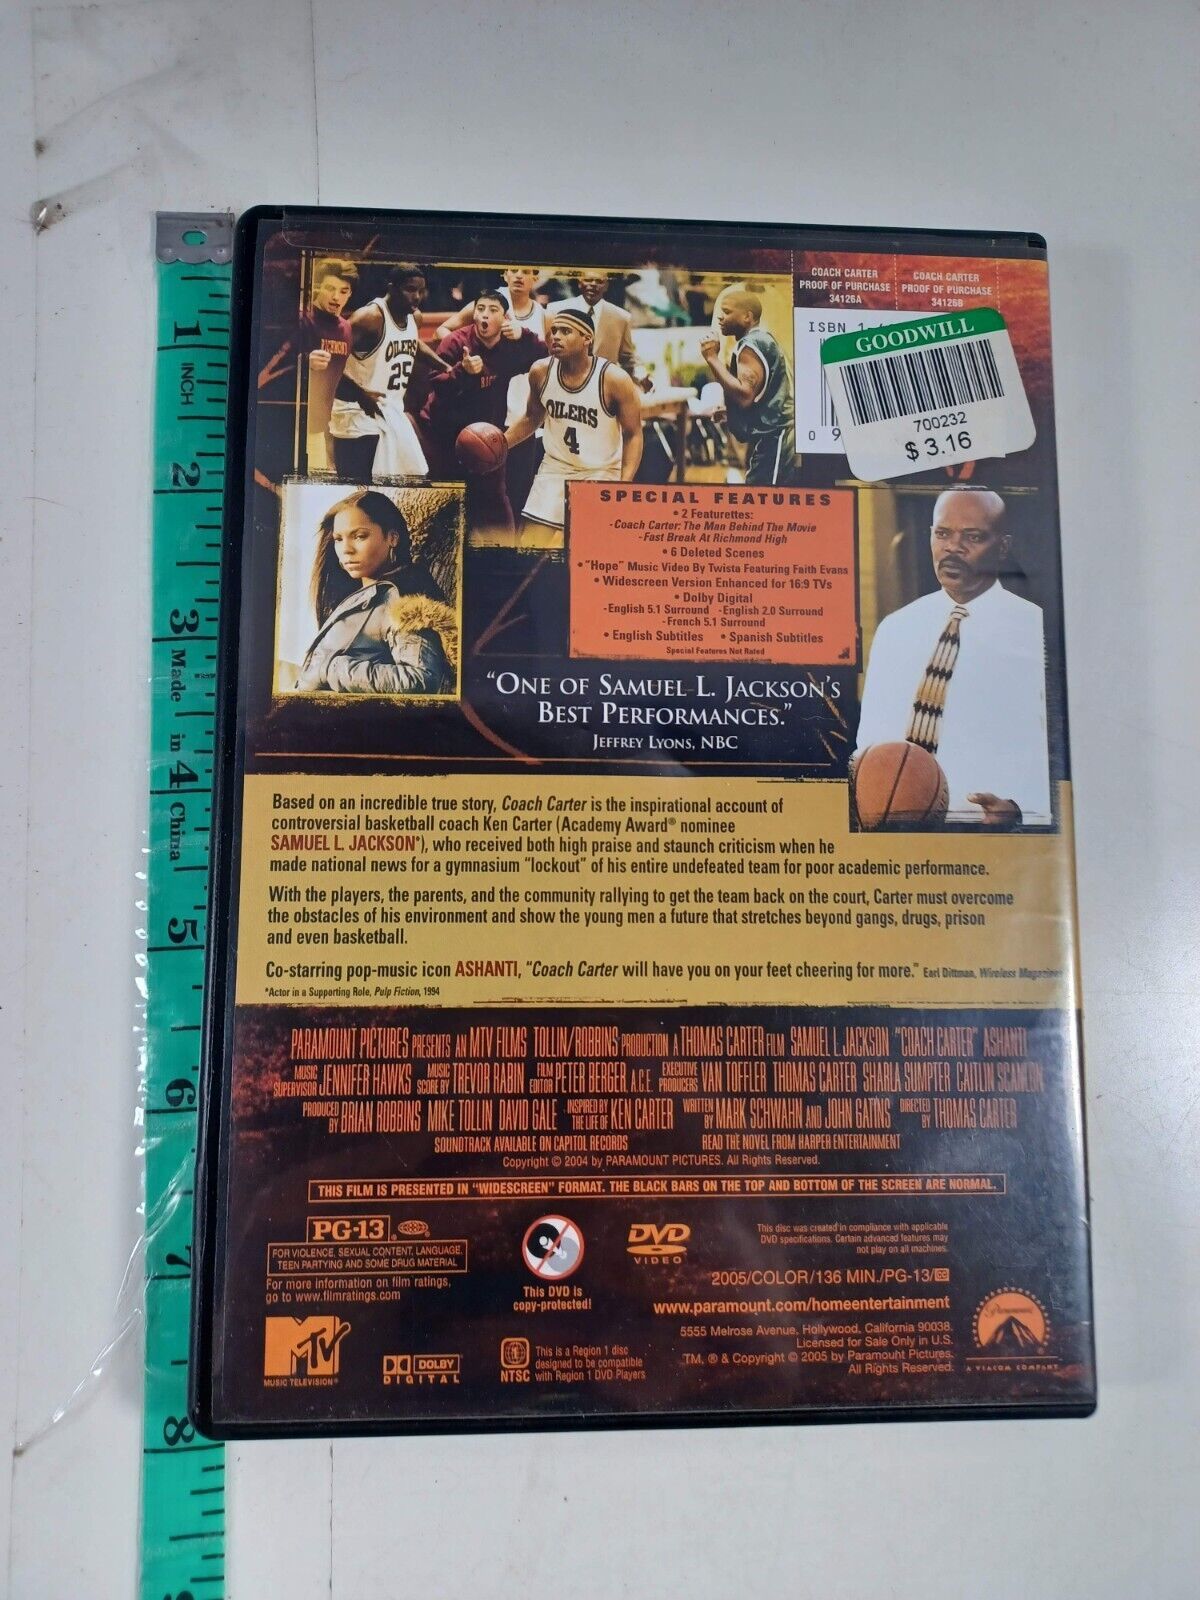 COACH CARTER
PROOF OF PURCHASE
34126A
COACH CARTER
PROOF OF PURCHASE
34126B
ISBN
GOODWILL
700232
$ 3.16
0 9
RICHMOND
OILERS
25
OILERS
4
SPECIAL FEATURES
• 2 Featurettes:
-Coach Carter: The Man Behind The Movie
-Fast Break At Richmond High
• 6 Deleted Scenes
• "Hope" Music Video By Twista Featuring Faith Evans
• Widescreen Version Enhanced for 16:9 TVs
• Dolby Digital
-English 5.1 Surround -English 2.0 Surround
-French 5.1 Surround
• English Subtitles • Spanish Subtitles
Special Features Not Rated
"ONE OF SAMUEL L. JACKSON'S
BEST PERFORMANCES."
JEFFREY LYONS, NBC
Based on an incredible true story, Coach Carter is the inspirational account of
controversial basketball coach Ken Carter (Academy Award® nominee
SAMUEL L. JACKSON*), who received both high praise and staunch criticism when he
made national news for a gymnasium "lockout" of his entire undefeated team for poor academic performance.
With the players, the parents, and the community rallying to get the team back on the court, Carter must overcome
the obstacles of his environment and show the young men a future that stretches beyond gangs, drugs, prison
and even basketball.
Co-starring pop-music icon ASHANTI, "Coach Carter will have you on your feet cheering for more." Earl Dittman, Wireless Magazines
*Actor in a Supporting Role, Pulp Fiction, 1994
PARAMOUNT PICTURES PRESENTS AN MTV FILMS TOLLIN/ROBBINS PRODUCTION A THOMAS CARTER FILM SAMUEL L. JACKSON "COACH CARTER" ASHANTI
MUSIC SUPERVISOR JENNIFER HAWKS MUSIC SCORE BY TREVOR RABIN FILM EDITOR PETER BERGER, A.C.E. EXECUTIVE PRODUCERS VAN TOFFLER THOMAS CARTER SHARLA SUMPTER CAITLIN SCANLON
PRODUCED BY BRIAN ROBBINS MIKE TOLLIN DAVID GALE INSPIRED BY THE LIFE OF KEN CARTER WRITTEN BY MARK SCHWAHN AND JOHN GATINS DIRECTED BY THOMAS CARTER
SOUNDTRACK AVAILABLE ON CAPITOL RECORDS READ THE NOVEL FROM HARPER ENTERTAINMENT
Copyright © 2004 by PARAMOUNT PICTURES. All Rights Reserved.
THIS FILM IS PRESENTED IN "WIDESCREEN" FORMAT. THE BLACK BARS ON THE TOP AND BOTTOM OF THE SCREEN ARE NORMAL.
PG-13 ®
FOR VIOLENCE, SEXUAL CONTENT, LANGUAGE,
TEEN PARTYING AND SOME DRUG MATERIAL
For more information on film ratings,
go to www.filmratings.com
This DVD is
copy-protected!
DVD
VIDEO
This disc was created in compliance with applicable
DVD specifications. Certain advanced features may
not play on all machines.
2005/COLOR/136 MIN./PG-13/CC
www.paramount.com/homeentertainment
5555 Melrose Avenue, Hollywood, California 90038.
Licensed for Sale Only in U.S.
TM, ® & Copyright © 2005 by Paramount Pictures.
All Rights Reserved.
Paramount
A VIACOM COMPANY
MTV
MUSIC TELEVISION®
DOLBY
DIGITAL
NTSC
This is a Region 1 disc
designed to be compatible
with Region 1 DVD Players
1
INCH
2
3
Made in China
4
5
6
7
8
9